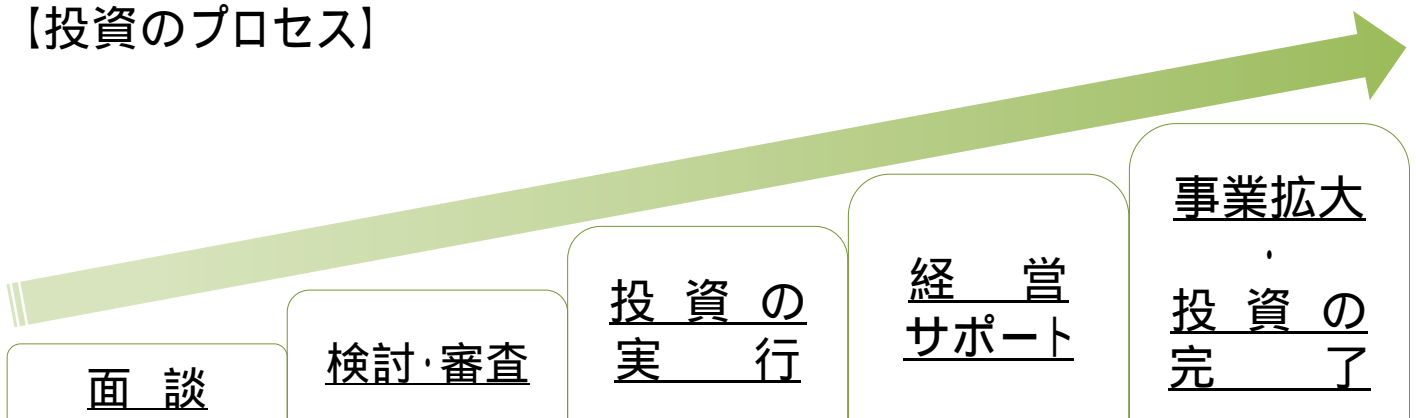 【投資のプロセス】
面 談
検討・審査
投 資 の
実 行
経 営
サポート
事業拡大
・
投 資 の
完 了